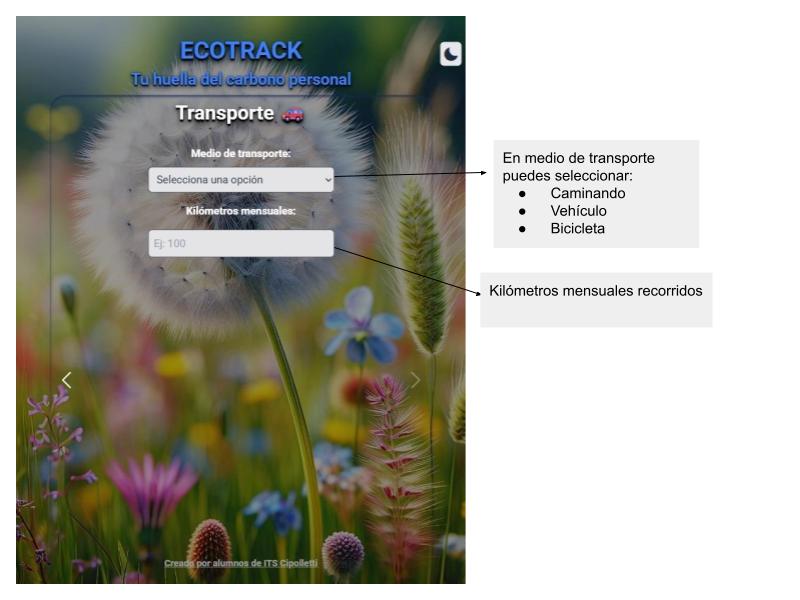 ECOTRACK
Tu huella del carbono personal
Transporte
Medio de transporte:
Selecciona una opción
Kilómetros mensuales:
Ej: 100
Creado por alumnos de ITS Cipolletti
En medio de transporte
puedes seleccionar:
● Caminando
● Vehículo
● Bicicleta
Kilómetros mensuales recorridos